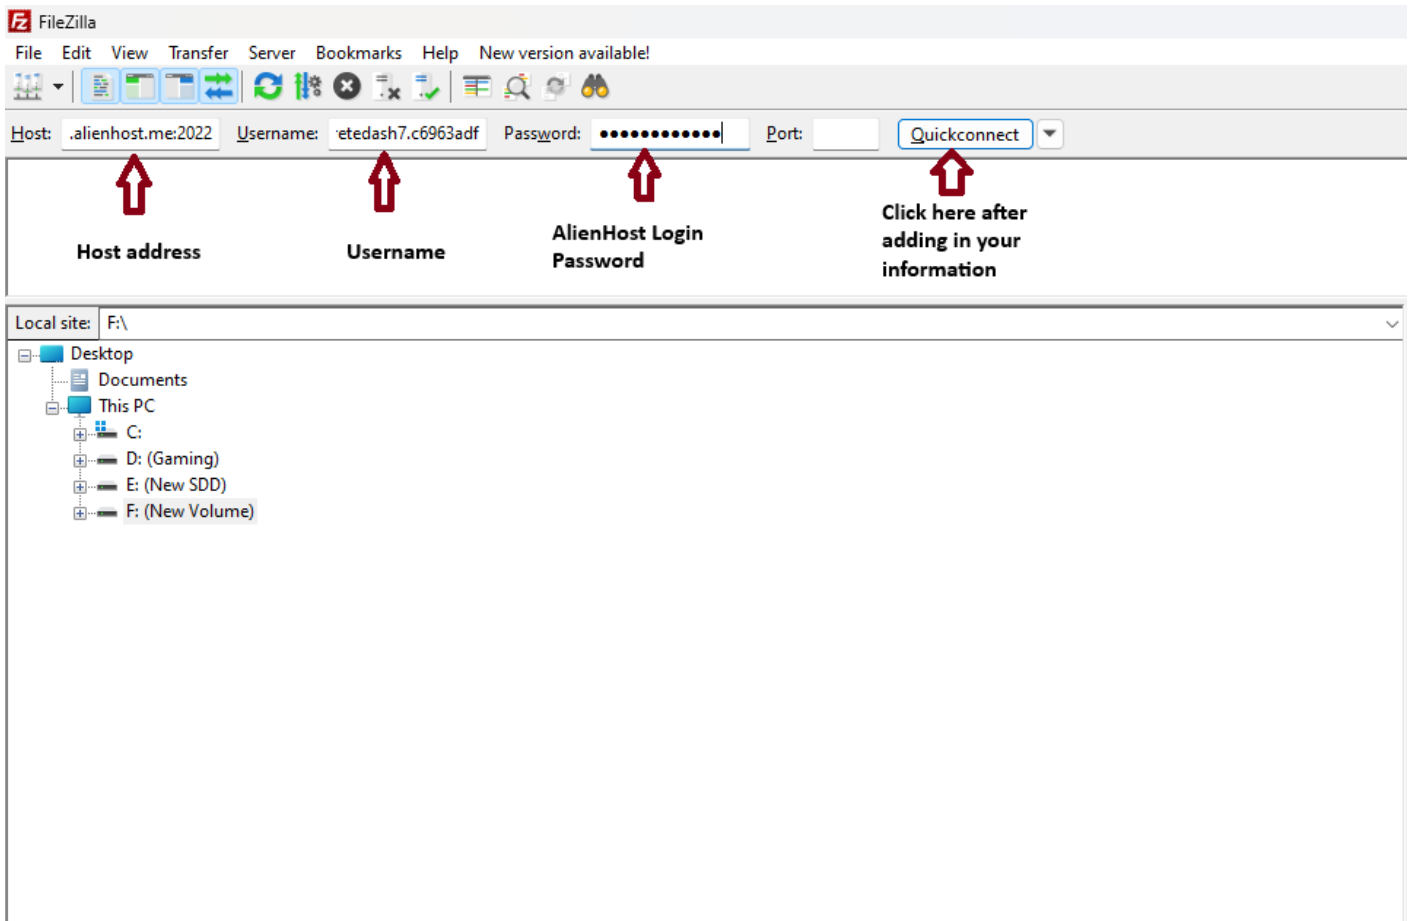 FileZilla
File Edit View Transfer Server Bookmarks Help New version available!
Host: .alienhost.me:2022 Username: etedash7.c6963adf Password: ●●●●●●●●●●●● Port: Quickconnect
Host address
Username
AlienHost Login
Password
Click here after
adding in your
information
Local site: F:\
Desktop
Documents
This PC
C:
D: (Gaming)
E: (New SDD)
F: (New Volume)